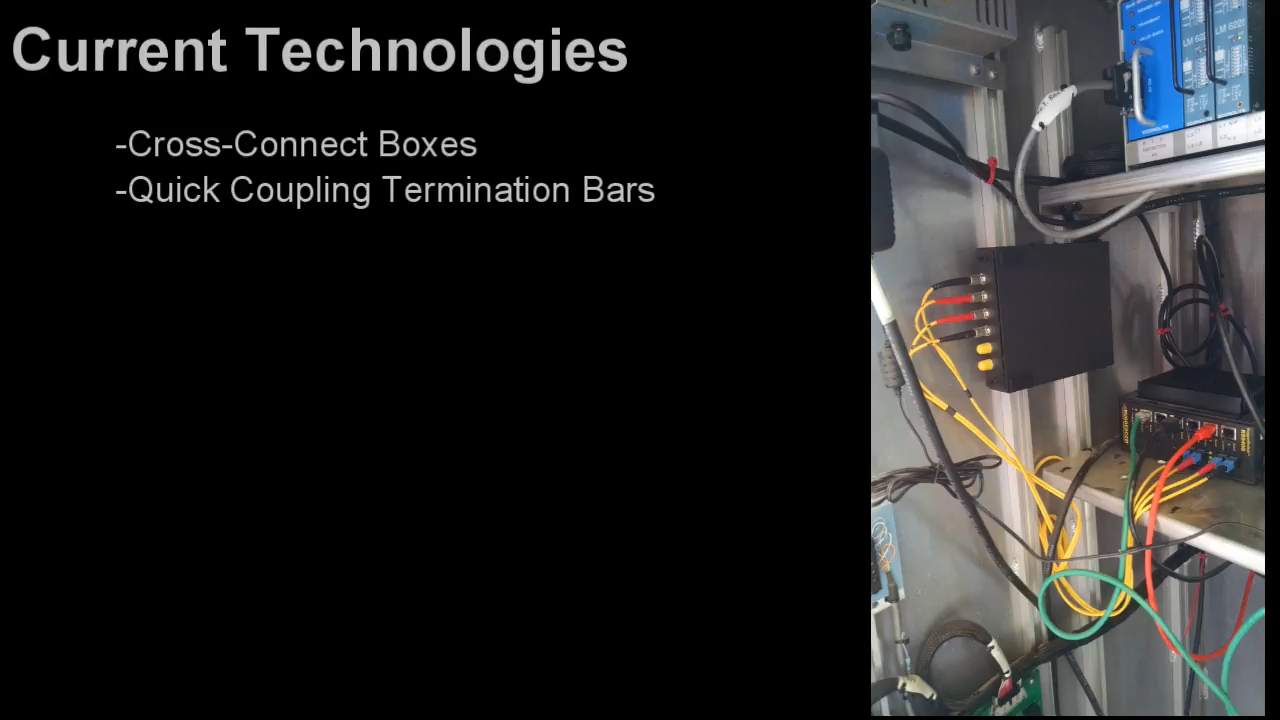 Current Technologies
-Cross-Connect Boxes
-Quick Coupling Termination Bars
LM 622